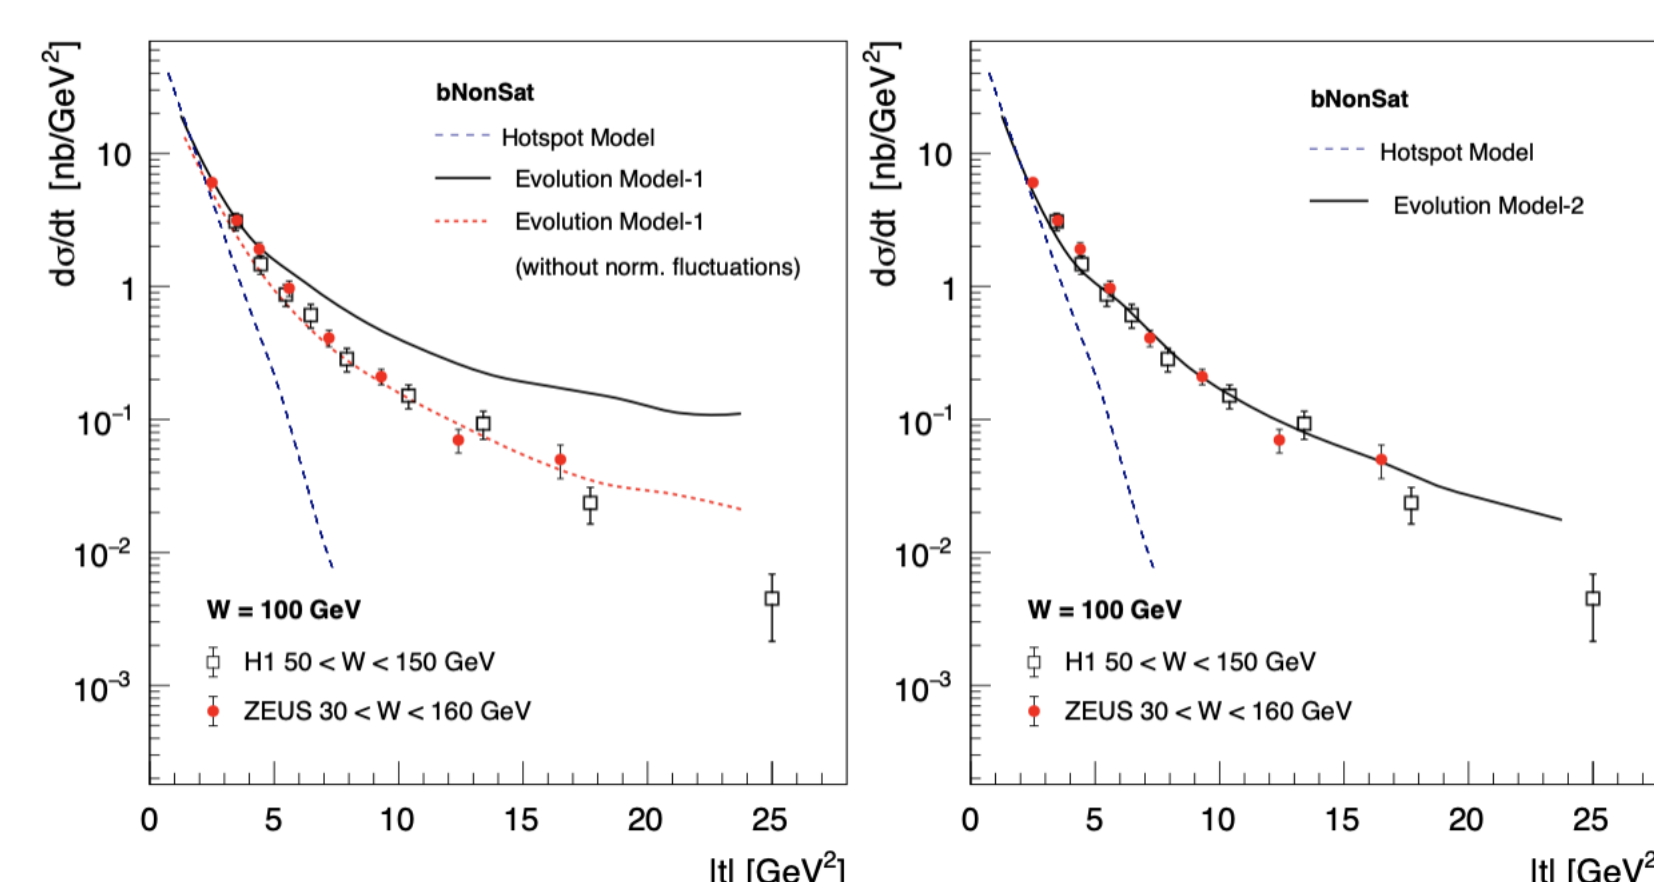 dσ/dt [nb/GeV²]
10
1
10⁻¹
10⁻²
10⁻³
bNonSat
Hotspot Model
Evolution Model-1
Evolution Model-1
(without norm. fluctuations)
W = 100 GeV
H1 50 < W < 150 GeV
ZEUS 30 < W < 160 GeV
0 5 10 15 20 25
|t| [GeV²]
dσ/dt [nb/GeV²]
10
1
10⁻¹
10⁻²
10⁻³
bNonSat
Hotspot Model
Evolution Model-2
W = 100 GeV
H1 50 < W < 150 GeV
ZEUS 30 < W < 160 GeV
0 5 10 15 20 25
|t| [GeV²